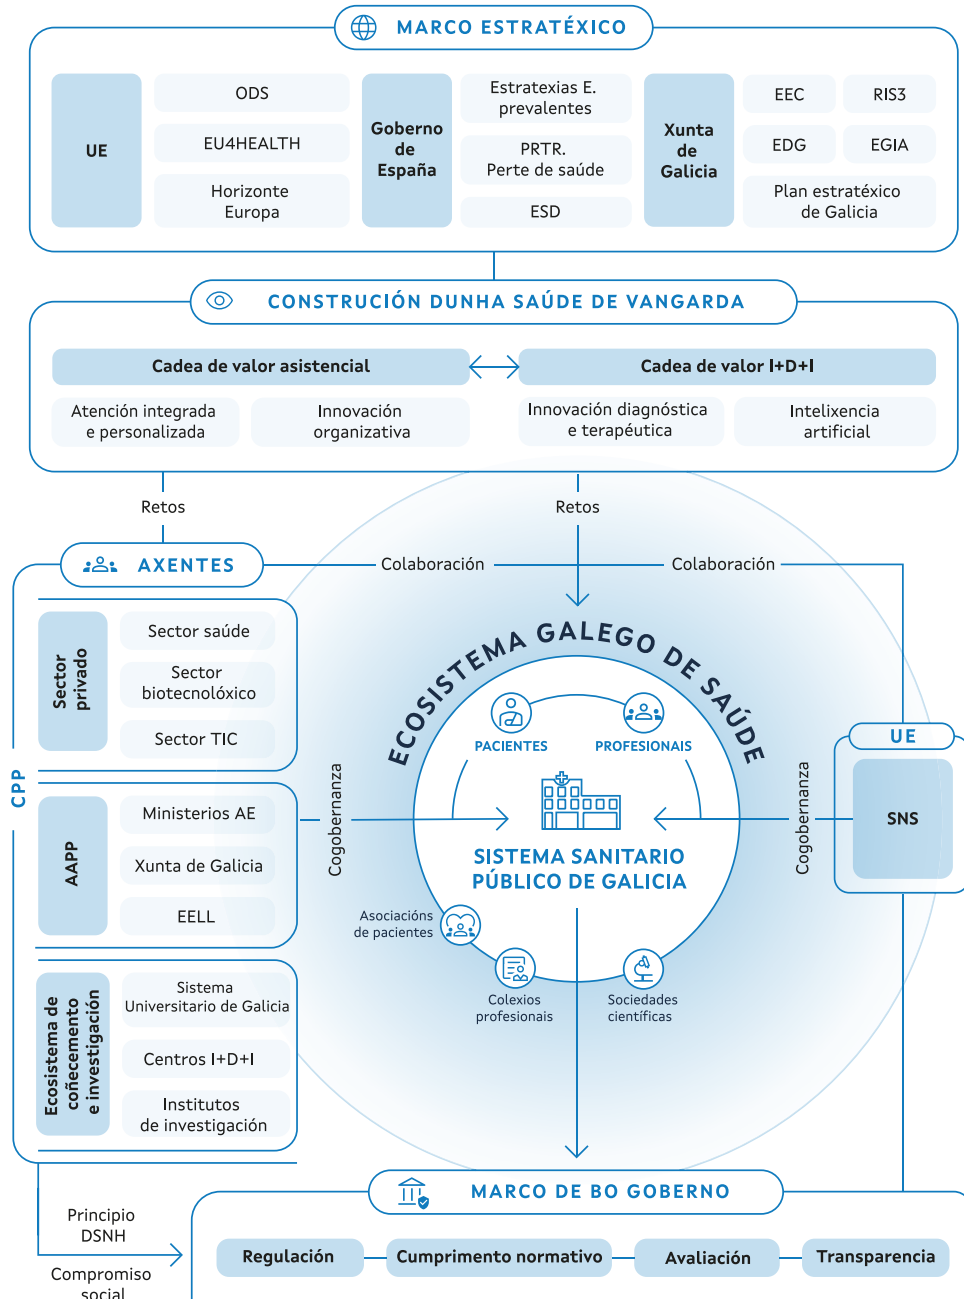 MARCO ESTRATÉXICO
UE
ODS
EU4HEALTH
Horizonte
Europa
Goberno
de
España
Estratexias E.
prevalentes
PRTR.
Perte de saúde
ESD
Xunta
de
Galicia
EEC
RIS3
EDG
EGIA
Plan estratéxico
de Galicia
CONSTRUCIÓN DUNHA SAÚDE DE VANGARDA
Cadea de valor asistencial
Cadea de valor I+D+I
Atención integrada
e personalizada
Innovación
organizativa
Innovación diagnóstica
e terapéutica
Intelixencia
artificial
Retos
Retos
AXENTES
Colaboración
Colaboración
CPP
Sector
privado
Sector saúde
Sector
biotecnolóxico
Sector TIC
AAPP
Ministerios AE
Xunta de Galicia
EELL
Ecosistema de
coñecemento
e investigación
Sistema
Universitario de Galicia
Centros I+D+I
Institutos
de investigación
Cogobernanza
ECOSISTEMA GALEGO DE SAÚDE
PACIENTES
PROFESIONAIS
SISTEMA SANITARIO
PÚBLICO DE GALICIA
Asociacións
de pacientes
Colexios
profesionais
Sociedades
científicas
Cogobernanza
UE
SNS
MARCO DE BO GOBERNO
Principio
DSNH
Compromiso
social
Regulación
Cumprimento normativo
Avaliación
Transparencia